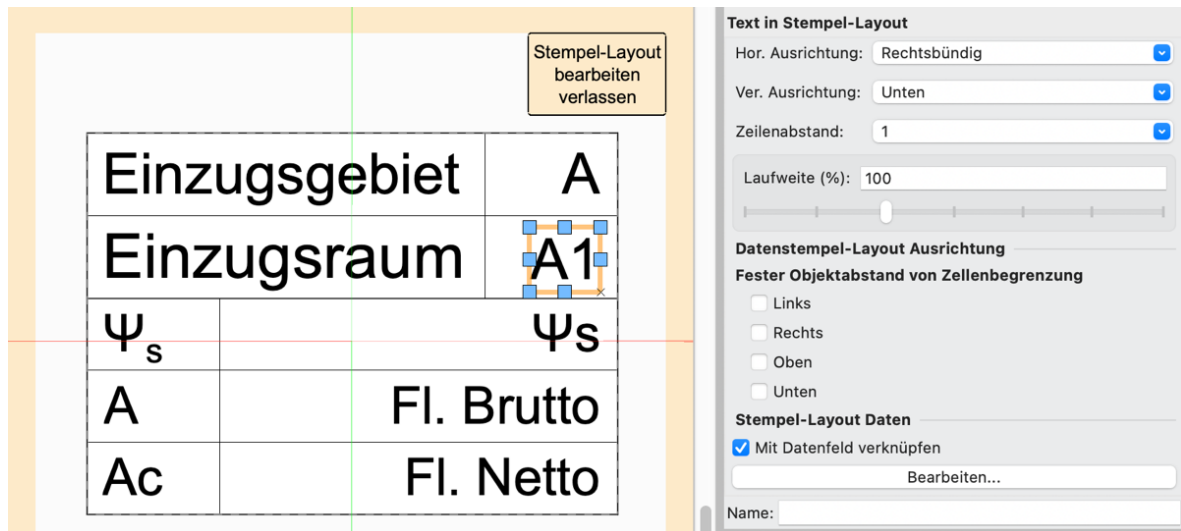 Stempel-Layout
bearbeiten
verlassen
Einzugsgebiet A
Einzugsraum A1
Ψs Ψs
A Fl. Brutto
Ac Fl. Netto
Text in Stempel-Layout
Hor. Ausrichtung: Rechtsbündig
Ver. Ausrichtung: Unten
Zeilenabstand: 1
Laufweite (%): 100
Datenstempel-Layout Ausrichtung
Fester Objektabstand von Zellenbegrenzung
Links
Rechts
Oben
Unten
Stempel-Layout Daten
Mit Datenfeld verknüpfen
Bearbeiten...
Name: